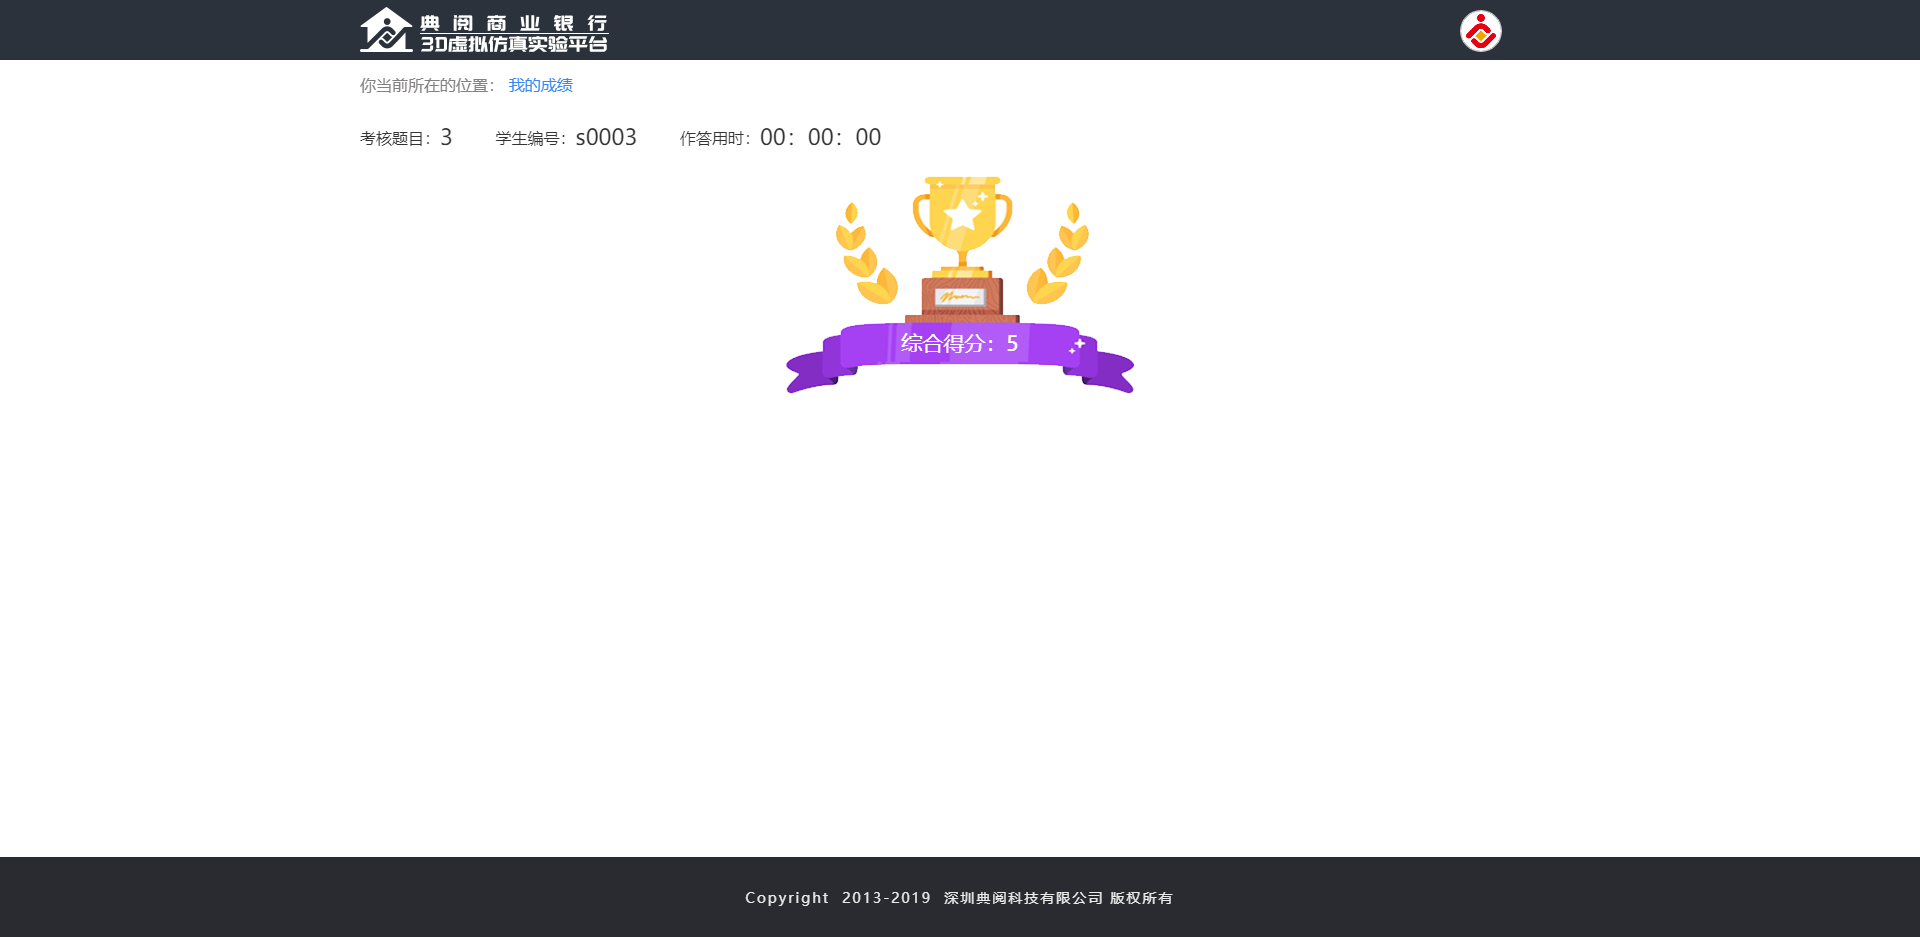 典阅商业银行
3D虚拟仿真实验平台
你当前所在的位置： 我的成绩
考核题目：3 学生编号：s0003 作答用时：00：00：00
综合得分：5
Copyright 2013-2019 深圳典阅科技有限公司 版权所有